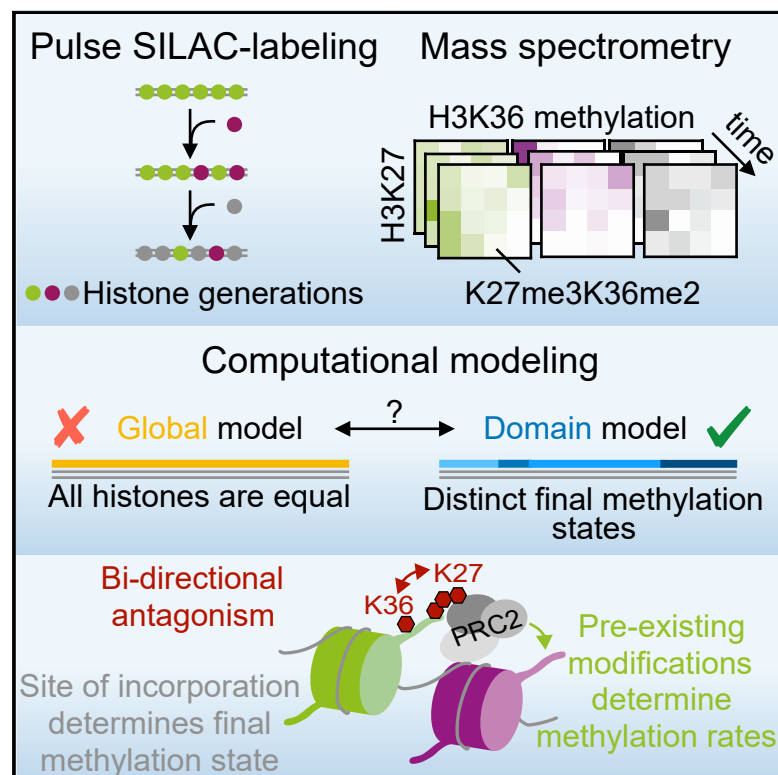 Pulse SILAC-labeling
Mass spectrometry
H3K36 methylation
time
H3K27
Histone generations
K27me3K36me2
Computational modeling
?
Global model
Domain model
All histones are equal
Distinct final methylation
states
Bi-directional
antagonism
K27
K36
PRC2
Pre-existing
modifications
determine
methylation rates
Site of incorporation
determines final
methylation state